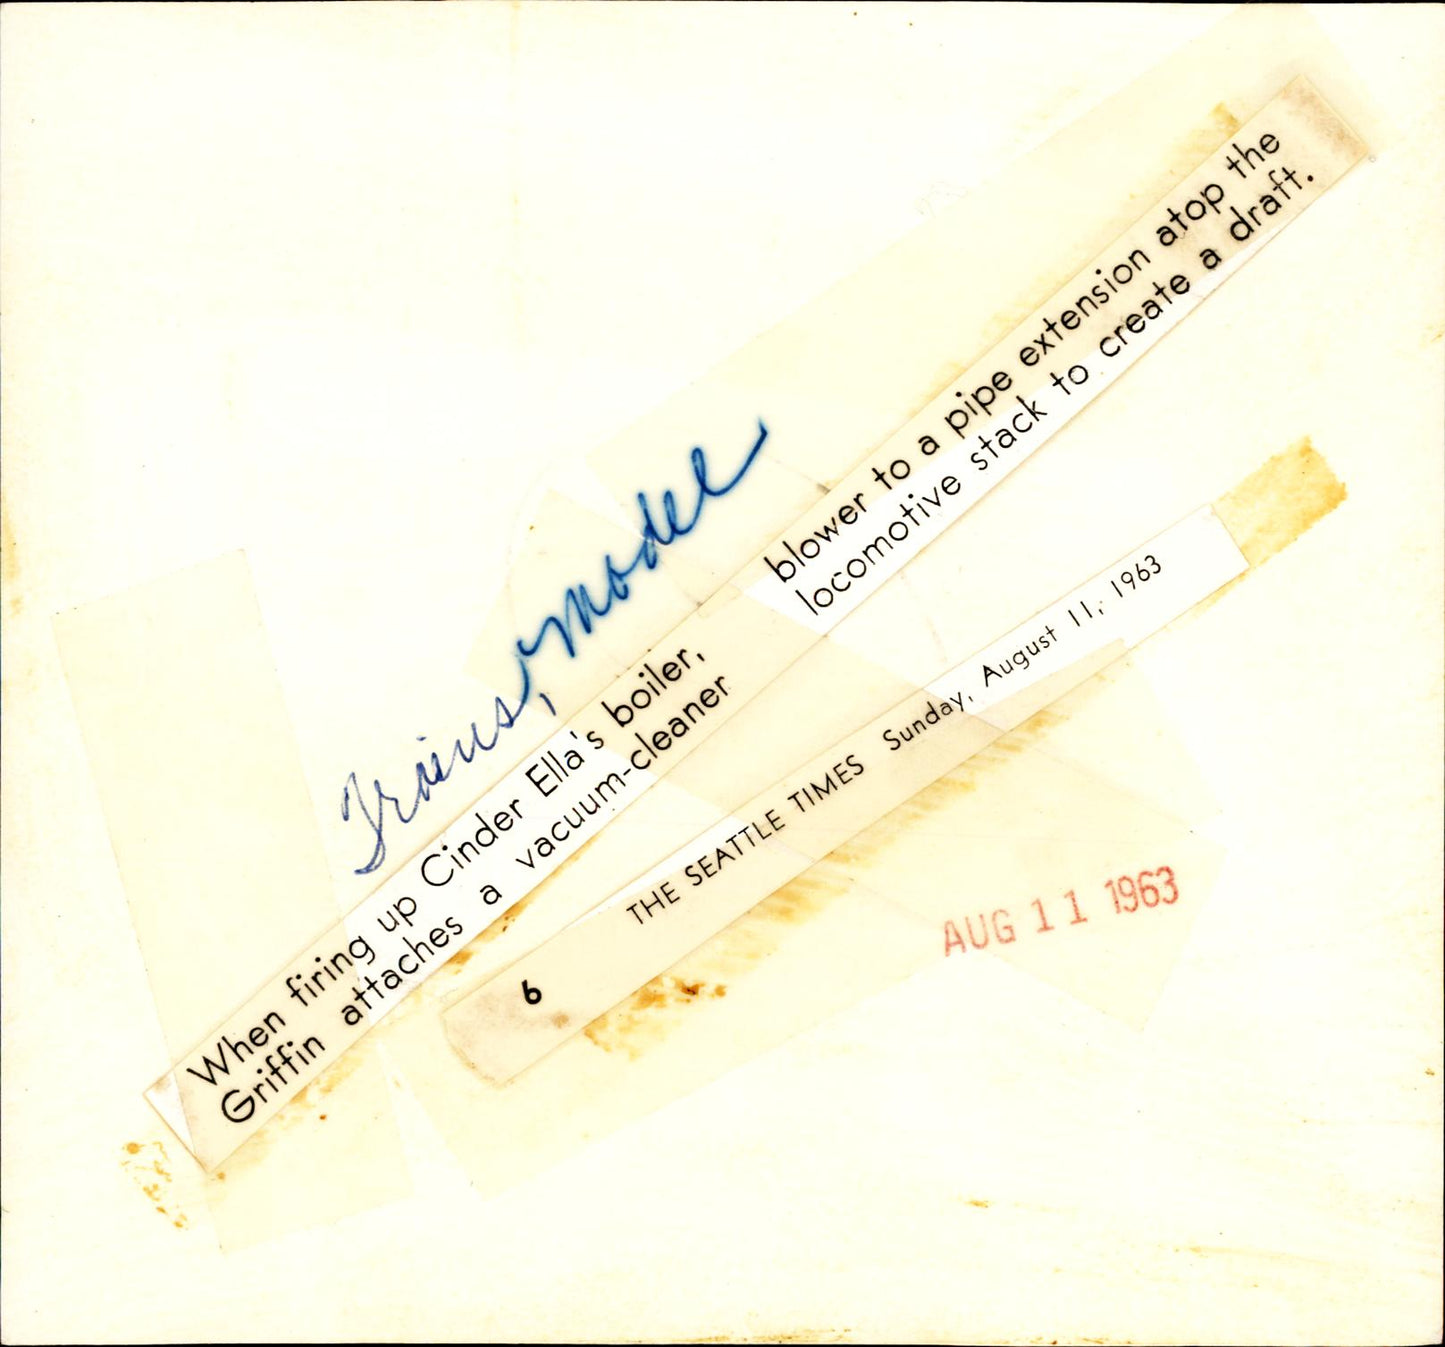 Trains, Model
When firing up Cinder Ella's boiler,
Griffin attaches a vacuum-cleaner
blower to a pipe extension atop the
locomotive stack to create a draft.
6 THE SEATTLE TIMES Sunday, August 11, 1963
AUG 11 1963